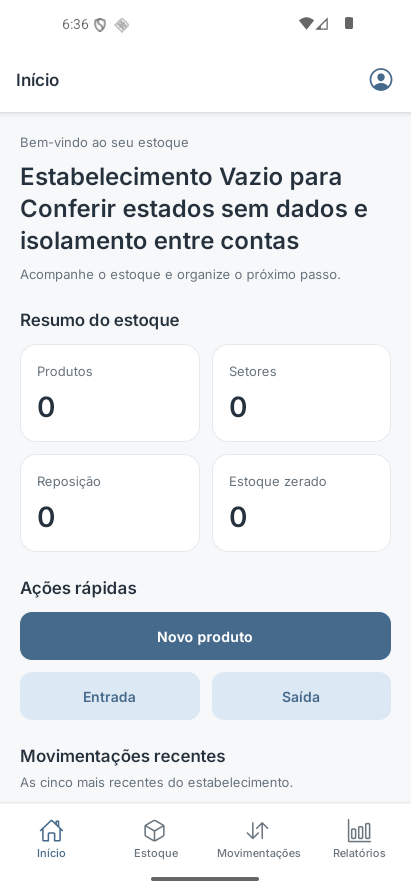 6:36
Início
Bem-vindo ao seu estoque
Estabelecimento Vazio para
Conferir estados sem dados e
isolamento entre contas
Acompanhe o estoque e organize o próximo passo.
Resumo do estoque
Produtos
Setores
0
0
Reposição
Estoque zerado
0
0
Ações rápidas
Novo produto
Entrada
Saída
Movimentações recentes
As cinco mais recentes do estabelecimento.
Início
Estoque
Movimentações
Relatórios